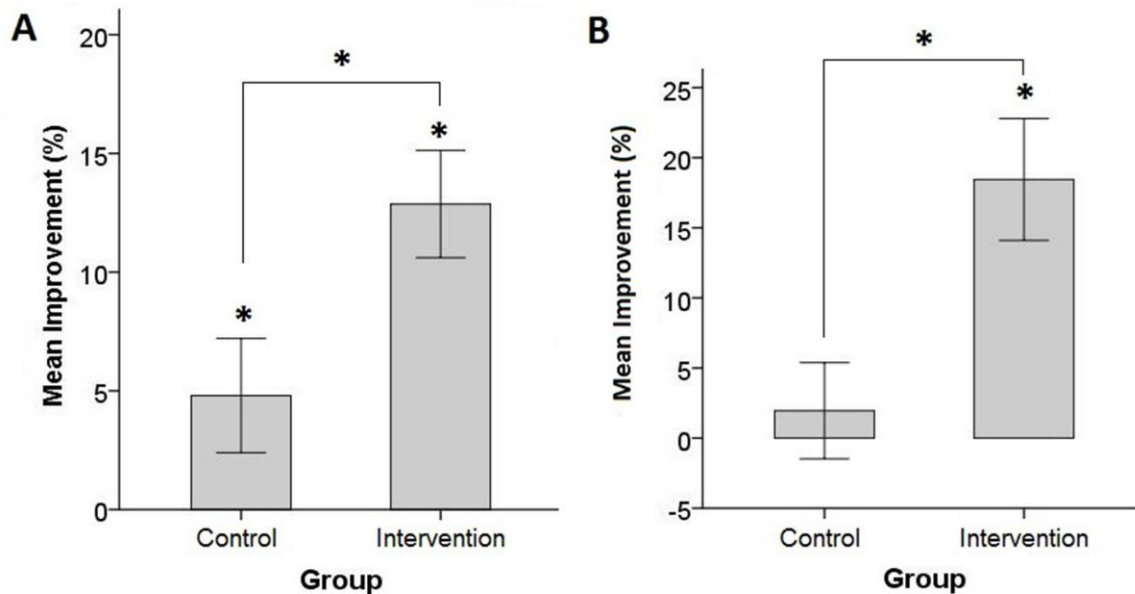 A
Mean Improvement (%)
20
15
10
5
0
*
*
*
Control
Intervention
Group
B
Mean Improvement (%)
25
20
15
10
5
0
-5
*
*
Control
Intervention
Group